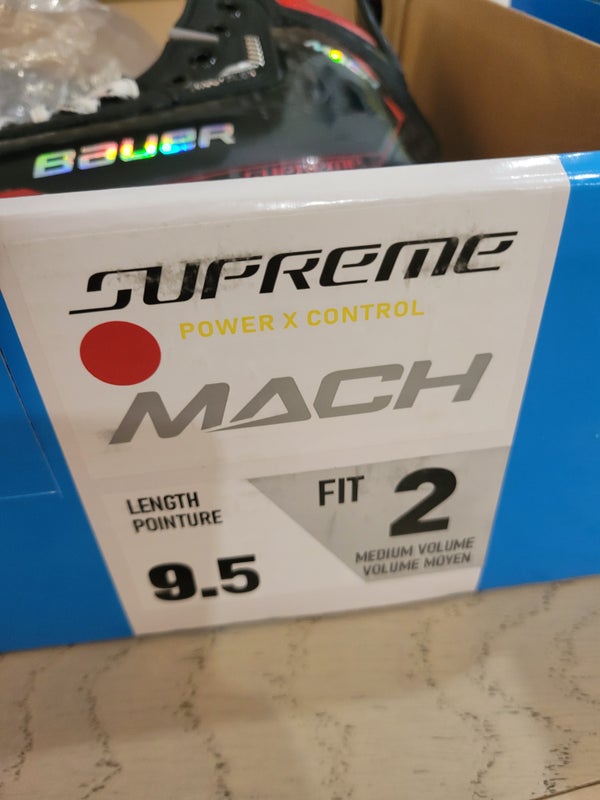 BAUER
SUPREME
POWER X CONTROL
MACH
LENGTH
POINTURE
9.5
FIT 2
MEDIUM VOLUME
VOLUME MOYEN